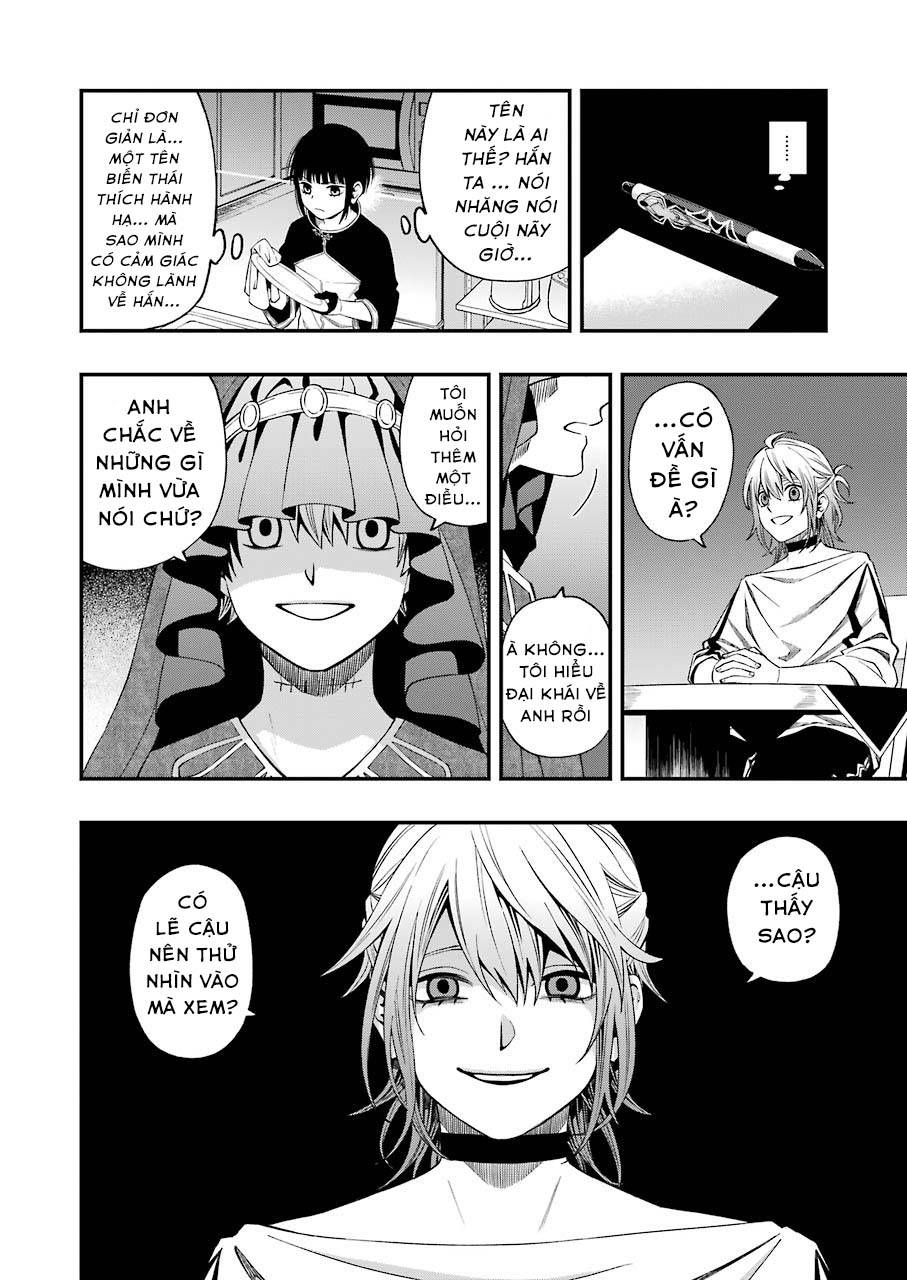 ………
TÊN
NÀY LÀ AI
THẾ? HẮN
TA ... NÓI
NHĂNG NÓI
CUỘI NÃY
GIỜ...
CHỈ ĐƠN
GIẢN LÀ...
MỘT TÊN
BIẾN THÁI
THÍCH HÀNH
HẠ... MÀ
SAO MÌNH
CÓ CẢM GIÁC
KHÔNG LÀNH
VỀ HẮN...
...CÓ
VẤN
ĐỀ GÌ
À?
À KHÔNG...
TÔI HIỂU
ĐẠI KHÁI VỀ
ANH RỒI
TÔI
MUỐN
HỎI
THÊM
MỘT
ĐIỀU...
ANH
CHẮC VỀ
NHỮNG GÌ
MÌNH VỪA
NÓI CHỨ?
...CẬU
THẤY
SAO?
CÓ
LẼ CẬU
NÊN THỬ
NHÌN VÀO
MÀ XEM?